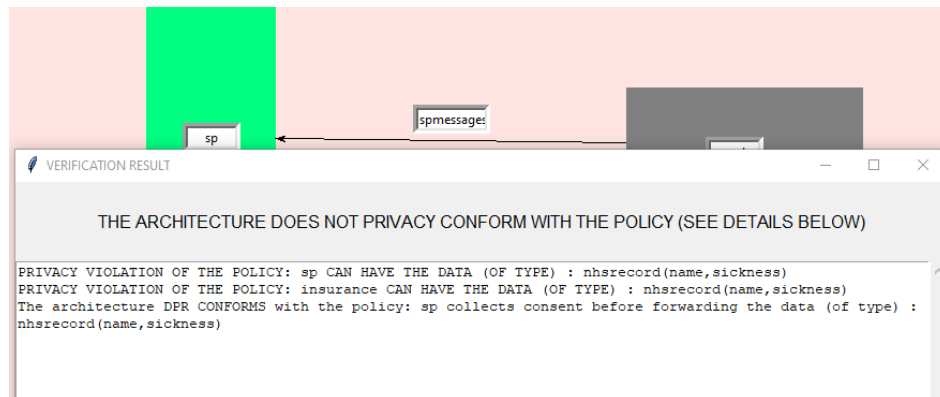 spmessages
sp
VERIFICATION RESULT
THE ARCHITECTURE DOES NOT PRIVACY CONFORM WITH THE POLICY (SEE DETAILS BELOW)
PRIVACY VIOLATION OF THE POLICY: sp CAN HAVE THE DATA (OF TYPE) : nhsrecord(name,sickness)
PRIVACY VIOLATION OF THE POLICY: insurance CAN HAVE THE DATA (OF TYPE) : nhsrecord(name,sickness)
The architecture DPR CONFORMS with the policy: sp collects consent before forwarding the data (of type) :
nhsrecord(name,sickness)